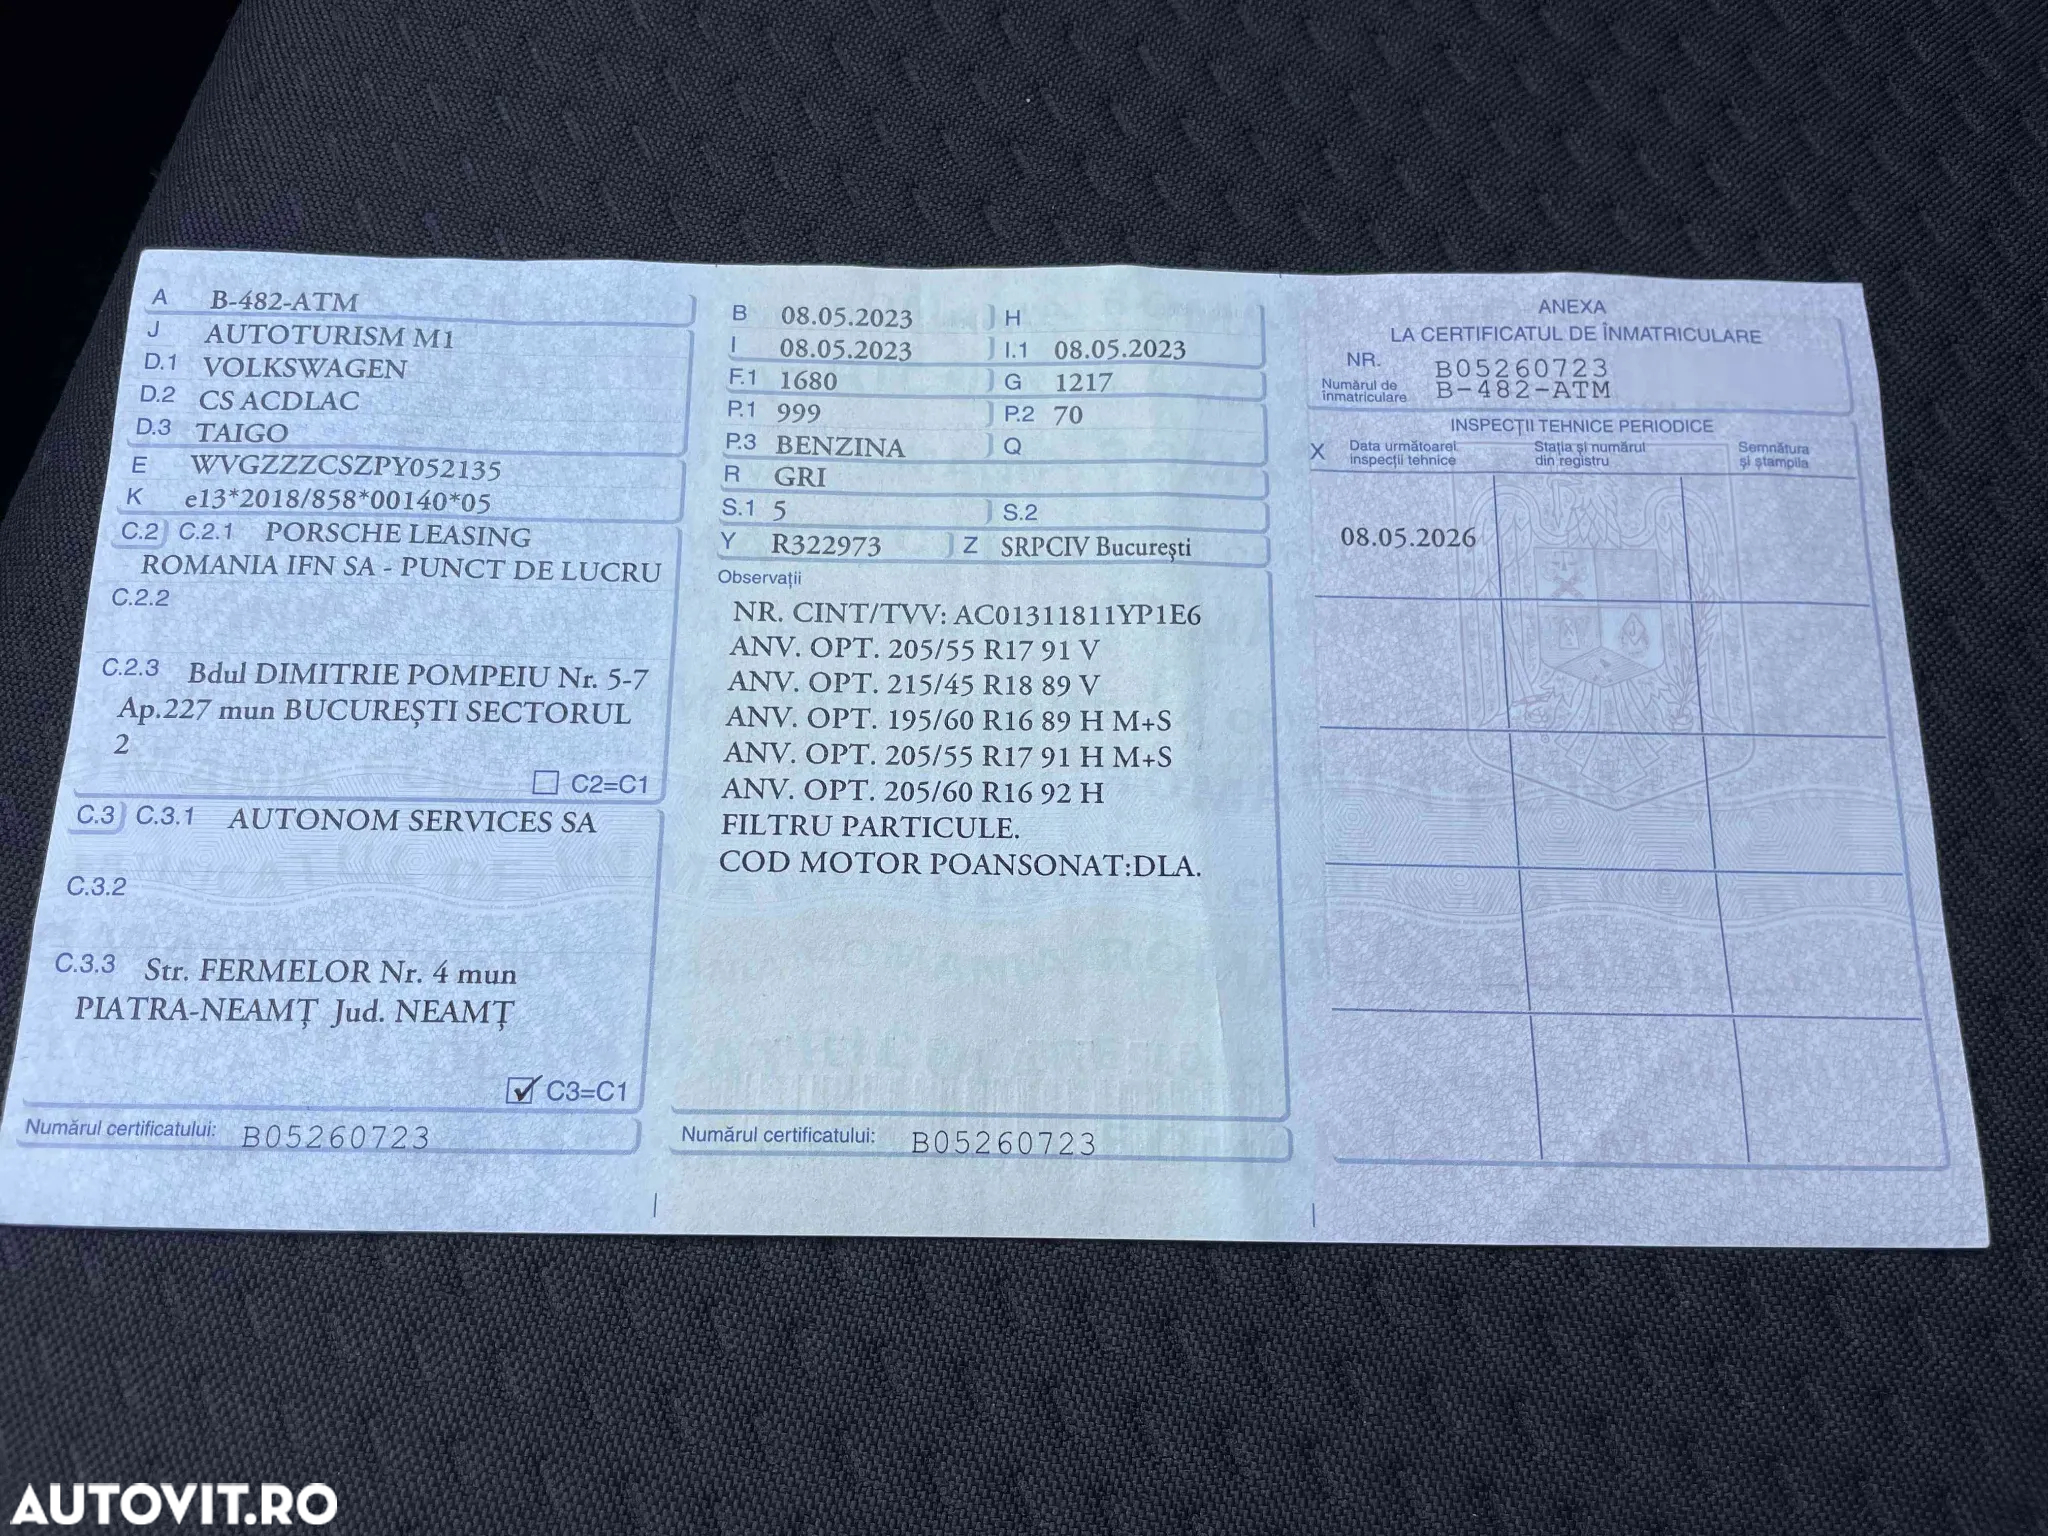 A B-482-ATM
J AUTOTURISM M1
D.1 VOLKSWAGEN
D.2 CS ACDLAC
D.3 TAIGO
E WVGZZZCSZPY052135
K e13*2018/858*00140*05
C.2 C.2.1 PORSCHE LEASING
ROMANIA IFN SA - PUNCT DE LUCRU
C.2.2
C.2.3 Bdul DIMITRIE POMPEIU Nr. 5-7
Ap.227 mun BUCUREȘTI SECTORUL
2
C2=C1
C.3 C.3.1 AUTONOM SERVICES SA
C.3.2
C.3.3 Str. FERMELOR Nr. 4 mun
PIATRA-NEAMȚ Jud. NEAMȚ
C3=C1
Numărul certificatului: B05260723
B 08.05.2023 H
I 08.05.2023 I.1 08.05.2023
F.1 1680 G 1217
P.1 999 P.2 70
P.3 BENZINA Q
R GRI
S.1 5 S.2
Y R322973 Z SRPCIV București
Observații
NR. CINT/TVV: AC01311811YP1E6
ANV. OPT. 205/55 R17 91 V
ANV. OPT. 215/45 R18 89 V
ANV. OPT. 195/60 R16 89 H M+S
ANV. OPT. 205/55 R17 91 H M+S
ANV. OPT. 205/60 R16 92 H
FILTRU PARTICULE.
COD MOTOR POANSONAT:DLA.
Numărul certificatului: B05260723
ANEXA
LA CERTIFICATUL DE ÎNMATRICULARE
NR. B05260723
Numărul de
înmatriculare B-482-ATM
INSPECȚII TEHNICE PERIODICE
X Data următoarei
inspecții tehnice
Stația și numărul
din registru
Semnătura
și ștampila
08.05.2026
AUTOVIT.RO